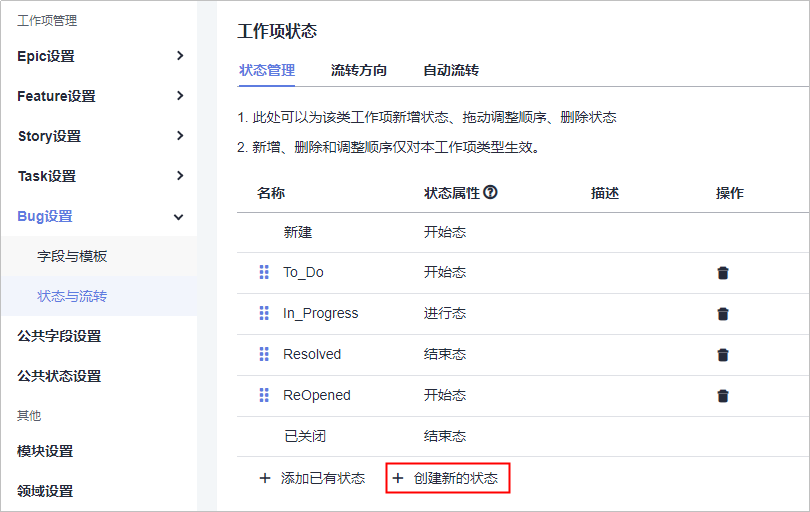 工作项管理
Epic设置
Feature设置
Story设置
Task设置
Bug设置
字段与模板
状态与流转
公共字段设置
公共状态设置
其他
模块设置
领域设置
工作项状态
状态管理 流转方向 自动流转
1. 此处可以为该类工作项新增状态、拖动调整顺序、删除状态
2. 新增、删除和调整顺序仅对本工作项类型生效。
名称 状态属性 描述 操作
新建 开始态
To_Do 开始态
In_Progress 进行态
Resolved 结束态
ReOpened 开始态
已关闭 结束态
+ 添加已有状态 + 创建新的状态